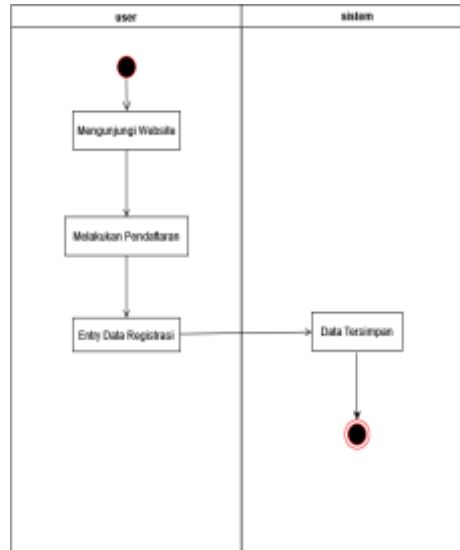 user
sistem
Mengunjungi Website
Melakukan Pendaftaran
Entry Data Registrasi
Data Tersimpan